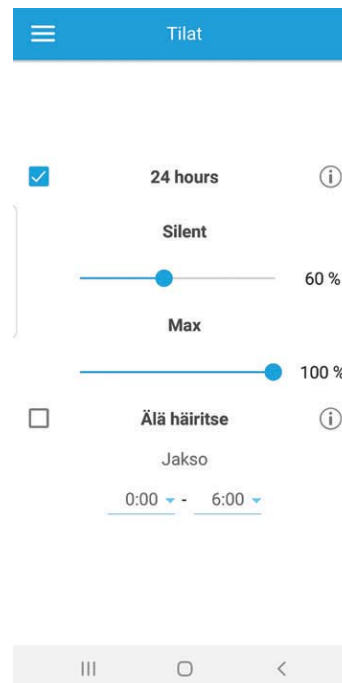 Tilat
24 hours
Silent
60 %
Max
100 %
Älä häiritse
Jakso
0:00 - 6:00